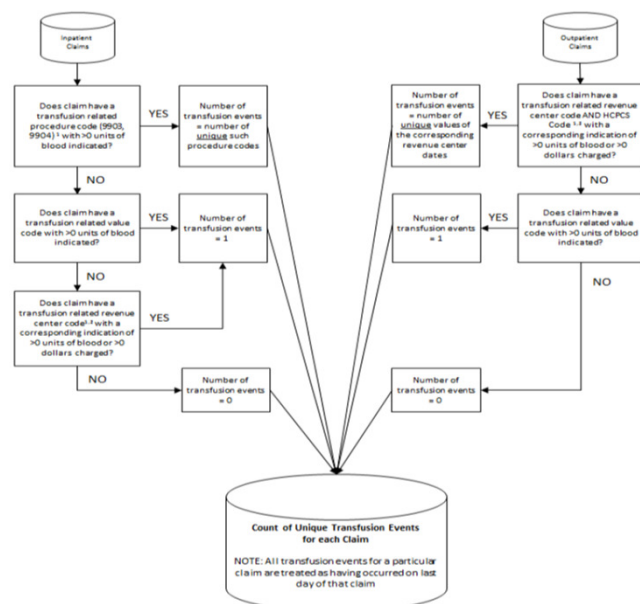 Inpatient
Claims
Outpatient
Claims
Does claim have a
transfusion related
procedure code (9903,
9904) ¹ with >0 units of
blood indicated?
YES
Number of
transfusion events
= number of
unique such
procedure codes
Number of
transfusion events
= number of
unique values of
the corresponding
revenue center
dates
YES
Does claim have a
transfusion related revenue
center code AND HCPCS
Code with a
corresponding indication of
>0 units of blood or >0
dollars charged?
NO
NO
Does claim have a
transfusion related value
code with >0 units of blood
indicated?
YES
Number of
transfusion events
= 1
Number of
transfusion events
= 1
YES
Does claim have a
transfusion related value
code with >0 units of blood
indicated?
NO
NO
Does claim have a
transfusion related revenue
center code with a
corresponding indication of
>0 units of blood or >0
dollars charged?
YES
NO
Number of
transfusion events
= 0
Number of
transfusion events
= 0
Count of Unique Transfusion Events
for each Claim
NOTE: All transfusion events for a particular
claim are treated as having occurred on last
day of that claim